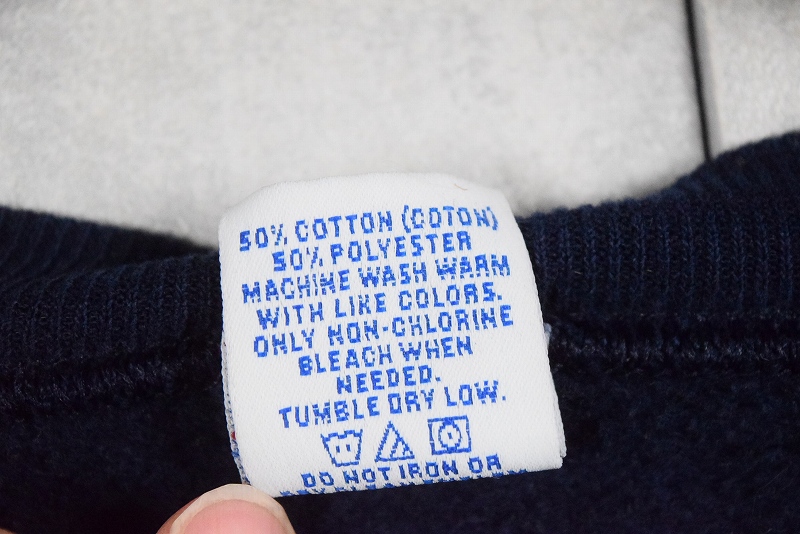 50% COTTON (COTON)
50% POLYESTER
MACHINE WASH WARM
WITH LIKE COLORS.
ONLY NON-CHLORINE
BLEACH WHEN
NEEDED.
TUMBLE DRY LOW.
DO NOT IRON OR